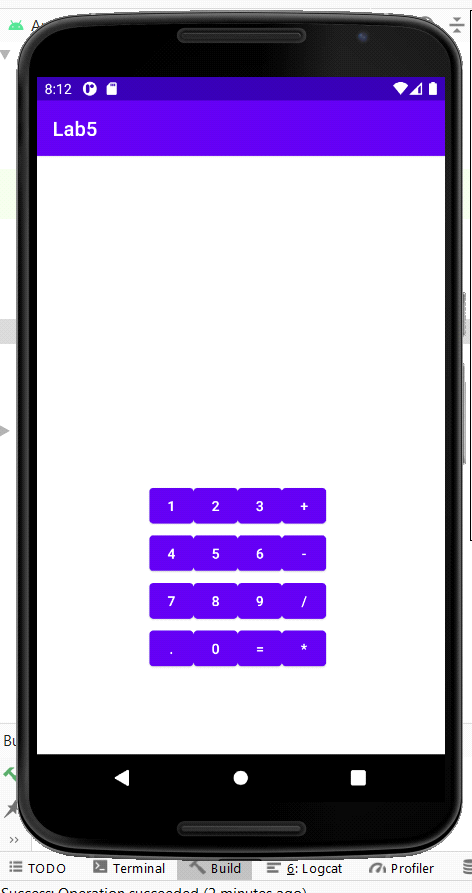 8:12
Lab5
1 2 3 +
4 5 6 -
7 8 9 /
. 0 = *
TODO Terminal Build 6: Logcat Profiler
Success: Operation succeeded (2 minutes ago)